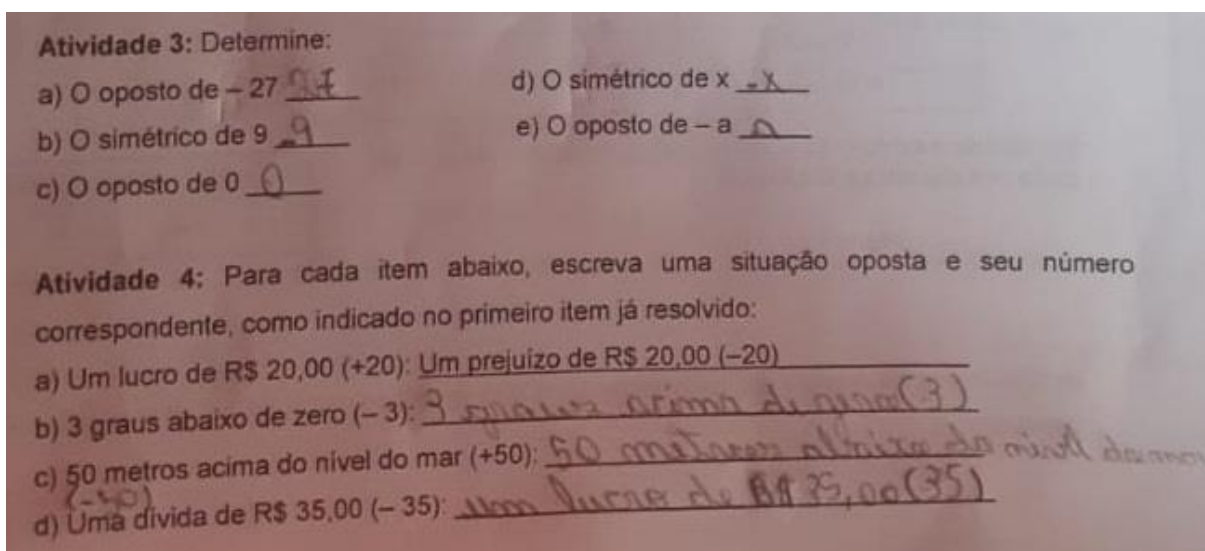 Atividade 3: Determine:
a) O oposto de – 27 27
d) O simétrico de x -x
b) O simétrico de 9 -9
e) O oposto de – a a
c) O oposto de 0 0
Atividade 4: Para cada item abaixo, escreva uma situação oposta e seu número
correspondente, como indicado no primeiro item já resolvido:
a) Um lucro de R$ 20,00 (+20): Um prejuízo de R$ 20,00 (–20)
b) 3 graus abaixo de zero (– 3): 3 graus acima de zero (3)
c) 50 metros acima do nível do mar (+50): 50 metros abaixo do nivel do mar
(-50)
d) Uma dívida de R$ 35,00 (– 35): Um lucro de R$ 35,00 (35)